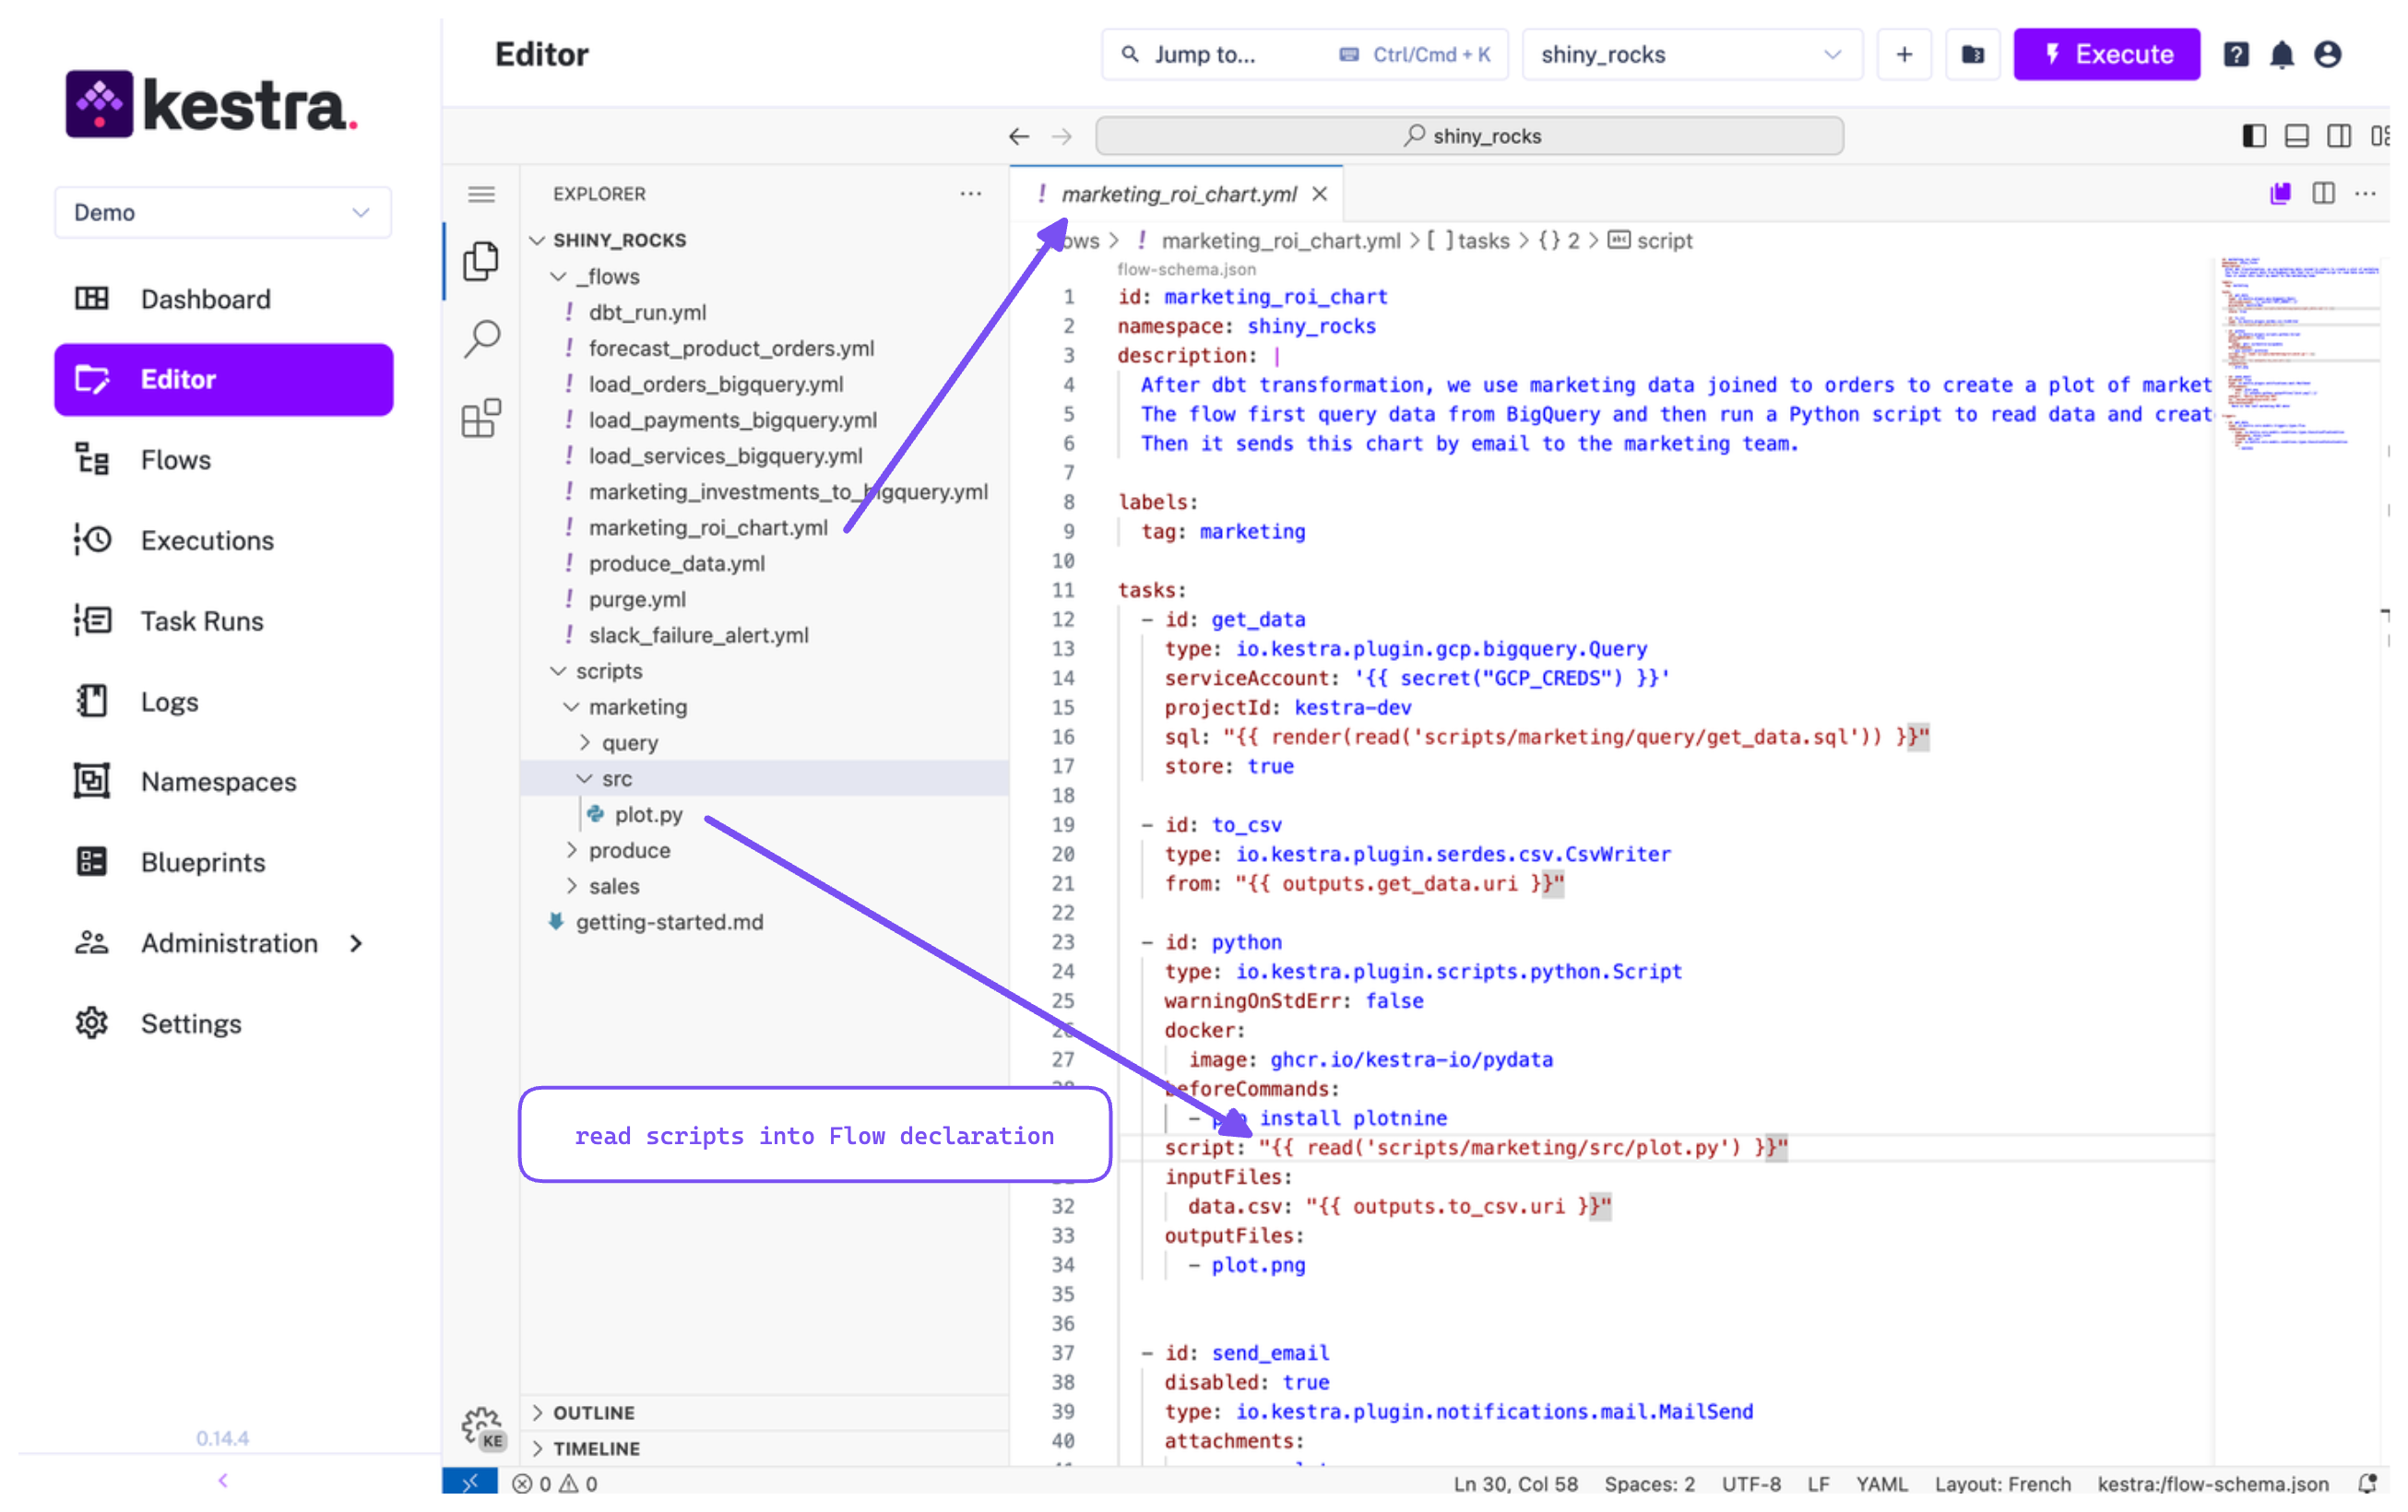 kestra.
Demo
Dashboard
Editor
Flows
Executions
Task Runs
Logs
Namespaces
Blueprints
Administration
Settings
0.14.4
Editor
Jump to...
Ctrl/Cmd + K
shiny_rocks
Execute
shiny_rocks
EXPLORER
SHINY_ROCKS
_flows
dbt_run.yml
forecast_product_orders.yml
load_orders_bigquery.yml
load_payments_bigquery.yml
load_services_bigquery.yml
marketing_investments_to_bigquery.yml
marketing_roi_chart.yml
produce_data.yml
purge.yml
slack_failure_alert.yml
scripts
marketing
query
src
plot.py
produce
sales
getting-started.md
read scripts into Flow declaration
OUTLINE
TIMELINE
KE
! marketing_roi_chart.yml
ows > ! marketing_roi_chart.yml > [ ] tasks > {} 2 > abc script
flow-schema.json
1 id: marketing_roi_chart
2 namespace: shiny_rocks
3 description: |
4 After dbt transformation, we use marketing data joined to orders to create a plot of market
5 The flow first query data from BigQuery and then run a Python script to read data and creat
6 Then it sends this chart by email to the marketing team.
7
8 labels:
9 tag: marketing
10
11 tasks:
12 - id: get_data
13 type: io.kestra.plugin.gcp.bigquery.Query
14 serviceAccount: '{{ secret("GCP_CREDS") }}'
15 projectId: kestra-dev
16 sql: "{{ render(read('scripts/marketing/query/get_data.sql')) }}"
17 store: true
18
19 - id: to_csv
20 type: io.kestra.plugin.serdes.csv.CsvWriter
21 from: "{{ outputs.get_data.uri }}"
22
23 - id: python
24 type: io.kestra.plugin.scripts.python.Script
25 warningOnStdErr: false
26 docker:
27 image: ghcr.io/kestra-io/pydata
beforeCommands:
- pip install plotnine
script: "{{ read('scripts/marketing/src/plot.py') }}"
inputFiles:
32 data.csv: "{{ outputs.to_csv.uri }}"
33 outputFiles:
34 - plot.png
35
36
37 - id: send_email
38 disabled: true
39 type: io.kestra.plugin.notifications.mail.MailSend
40 attachments:
0 0
Ln 30, Col 58
Spaces: 2
UTF-8
LF
YAML
Layout: French
kestra:/flow-schema.json